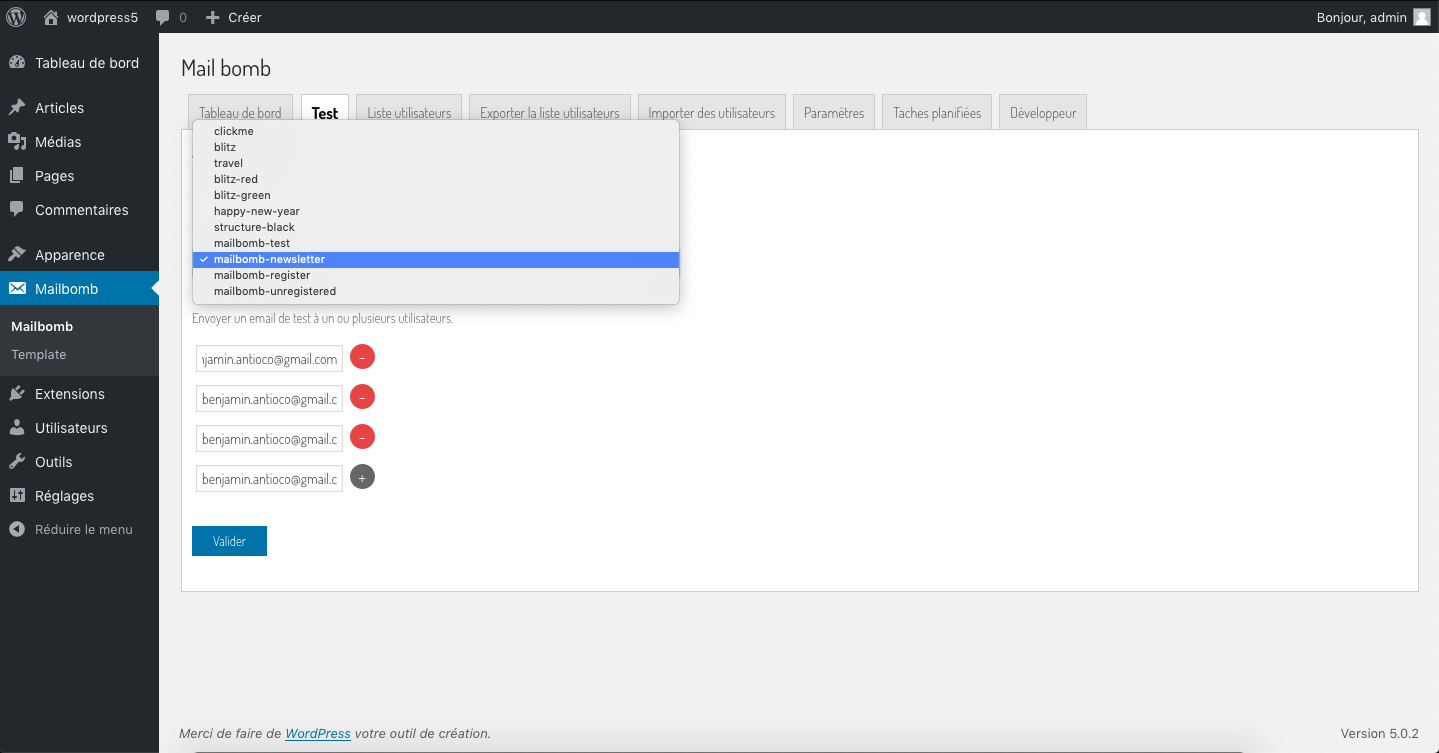 wordpress5 0 Créer Bonjour, admin
Tableau de bord
Articles
Médias
Pages
Commentaires
Apparence
Mailbomb
Mailbomb
Template
Extensions
Utilisateurs
Outils
Réglages
Réduire le menu
Mail bomb
Tableau de bord Test Liste utilisateurs Exporter la liste utilisateurs Importer des utilisateurs Paramètres Taches planifiées Développeur
clickme
blitz
travel
blitz-red
blitz-green
happy-new-year
structure-black
mailbomb-test
✓ mailbomb-newsletter
mailbomb-register
mailbomb-unregistered
Envoyer un email de test à un ou plusieurs utilisateurs.
njamin.antioco@gmail.com -
benjamin.antioco@gmail.c -
benjamin.antioco@gmail.c -
benjamin.antioco@gmail.c +
Valider
Merci de faire de WordPress votre outil de création. Version 5.0.2